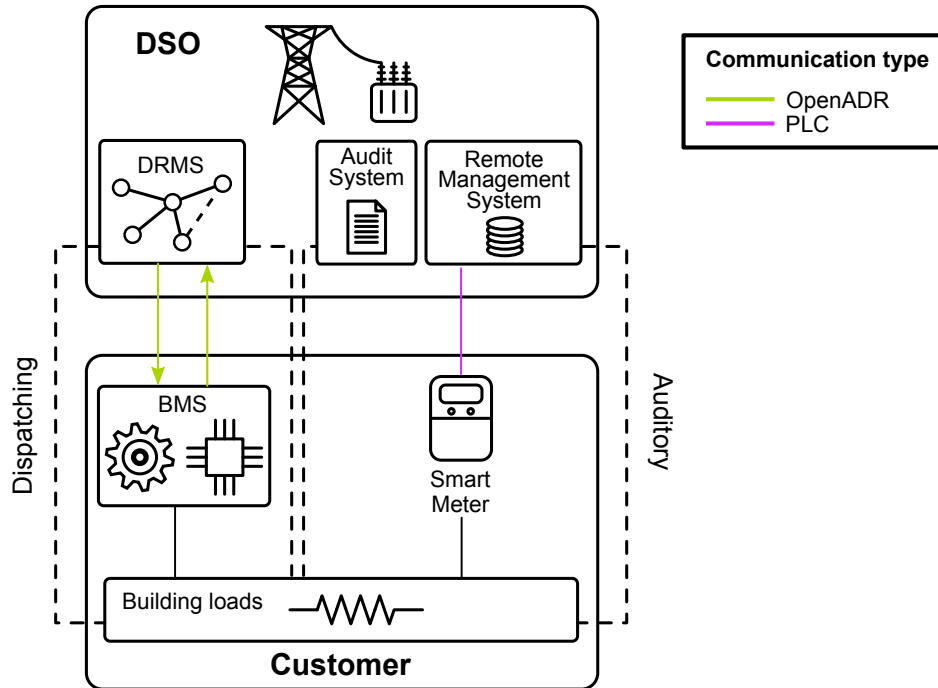 DSO
DRMS
Audit
System
Remote
Management
System
Communication type
OpenADR
PLC
Dispatching
Auditory
BMS
Smart
Meter
Building loads
Customer